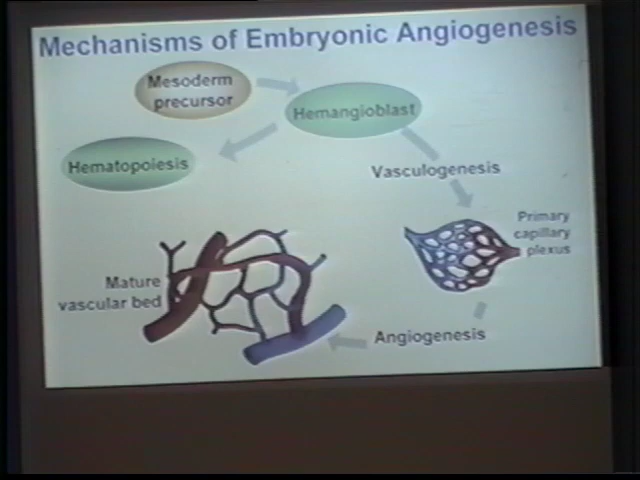 Mechanisms of Embryonic Angiogenesis
Mesoderm
precursor
Hemangioblast
Hematopoiesis
Vasculogenesis
Primary
capillary
plexus
Mature
vascular bed
Angiogenesis